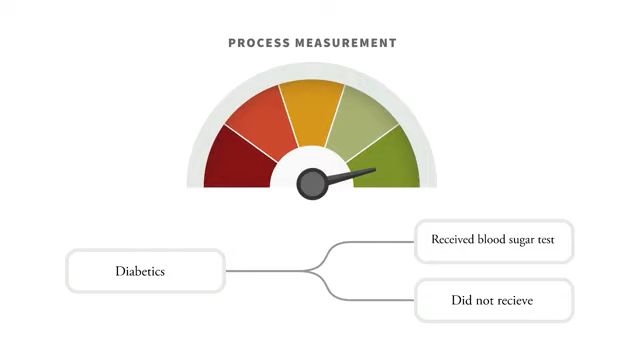 PROCESS MEASUREMENT
Received blood sugar test
Diabetics
Did not recieve